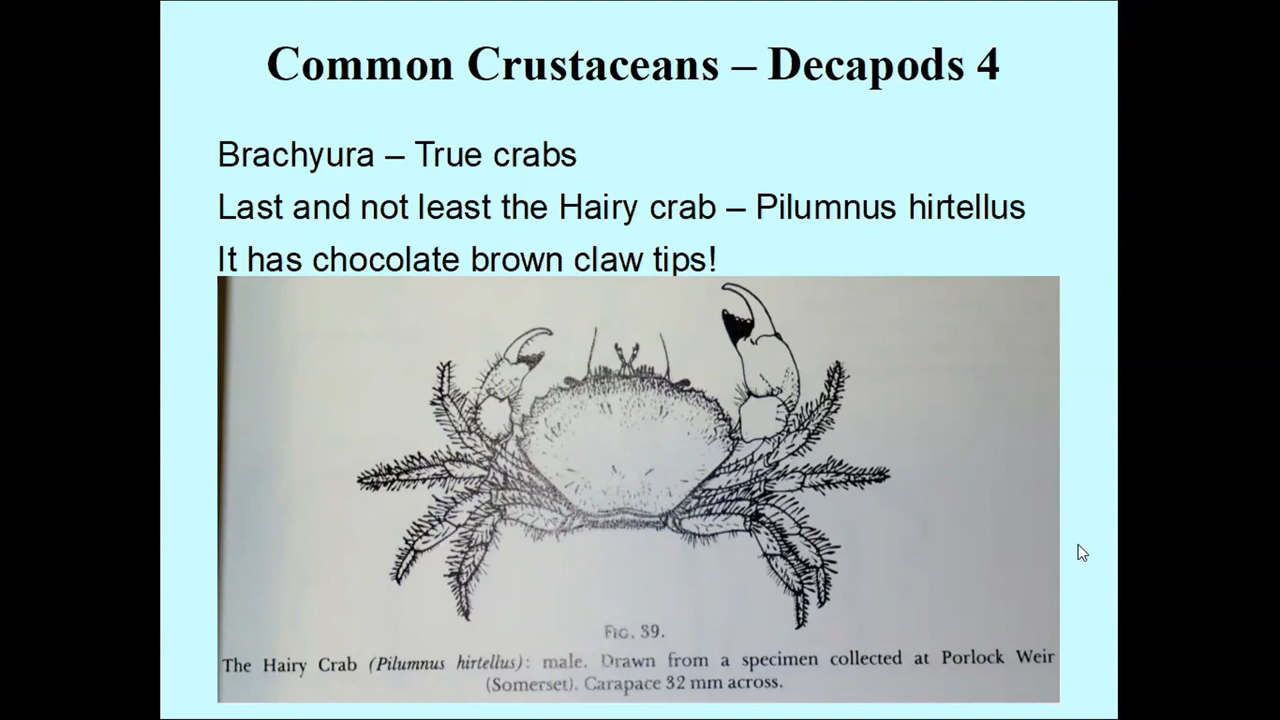 Common Crustaceans – Decapods 4
Brachyura – True crabs
Last and not least the Hairy crab – Pilumnus hirtellus
It has chocolate brown claw tips!
FIG. 39.
The Hairy Crab (Pilumnus hirtellus): male. Drawn from a specimen collected at Porlock Weir
(Somerset). Carapace 32 mm across.